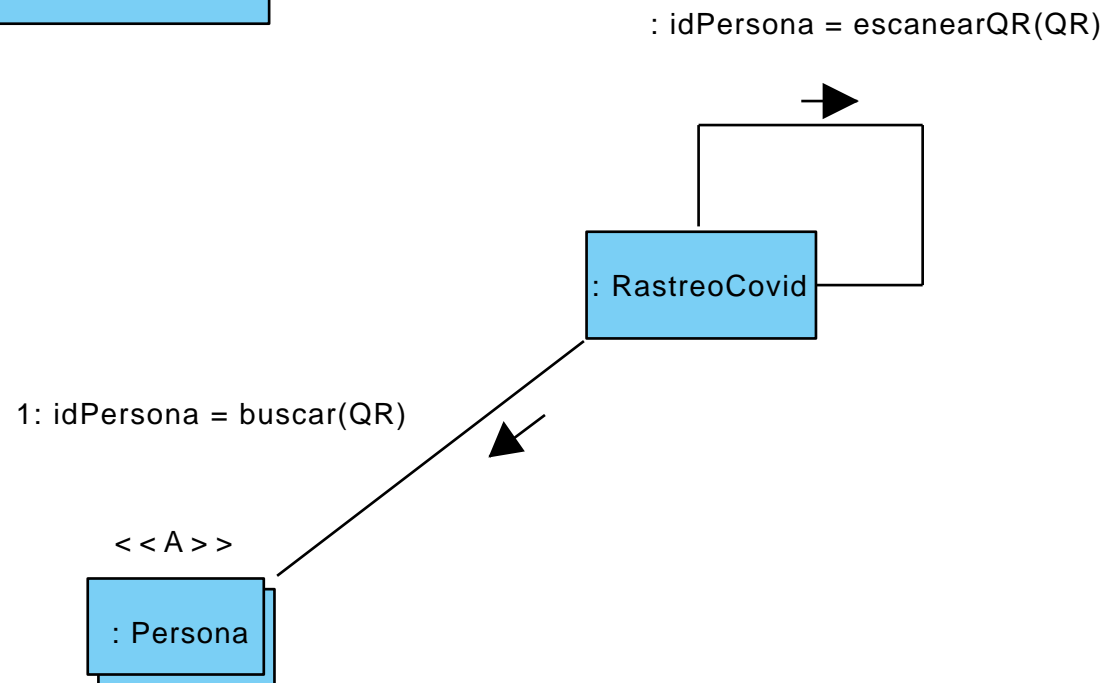 : idPersona = escanearQR(QR)
: RastreoCovid
1: idPersona = buscar(QR)
<<A>>
: Persona